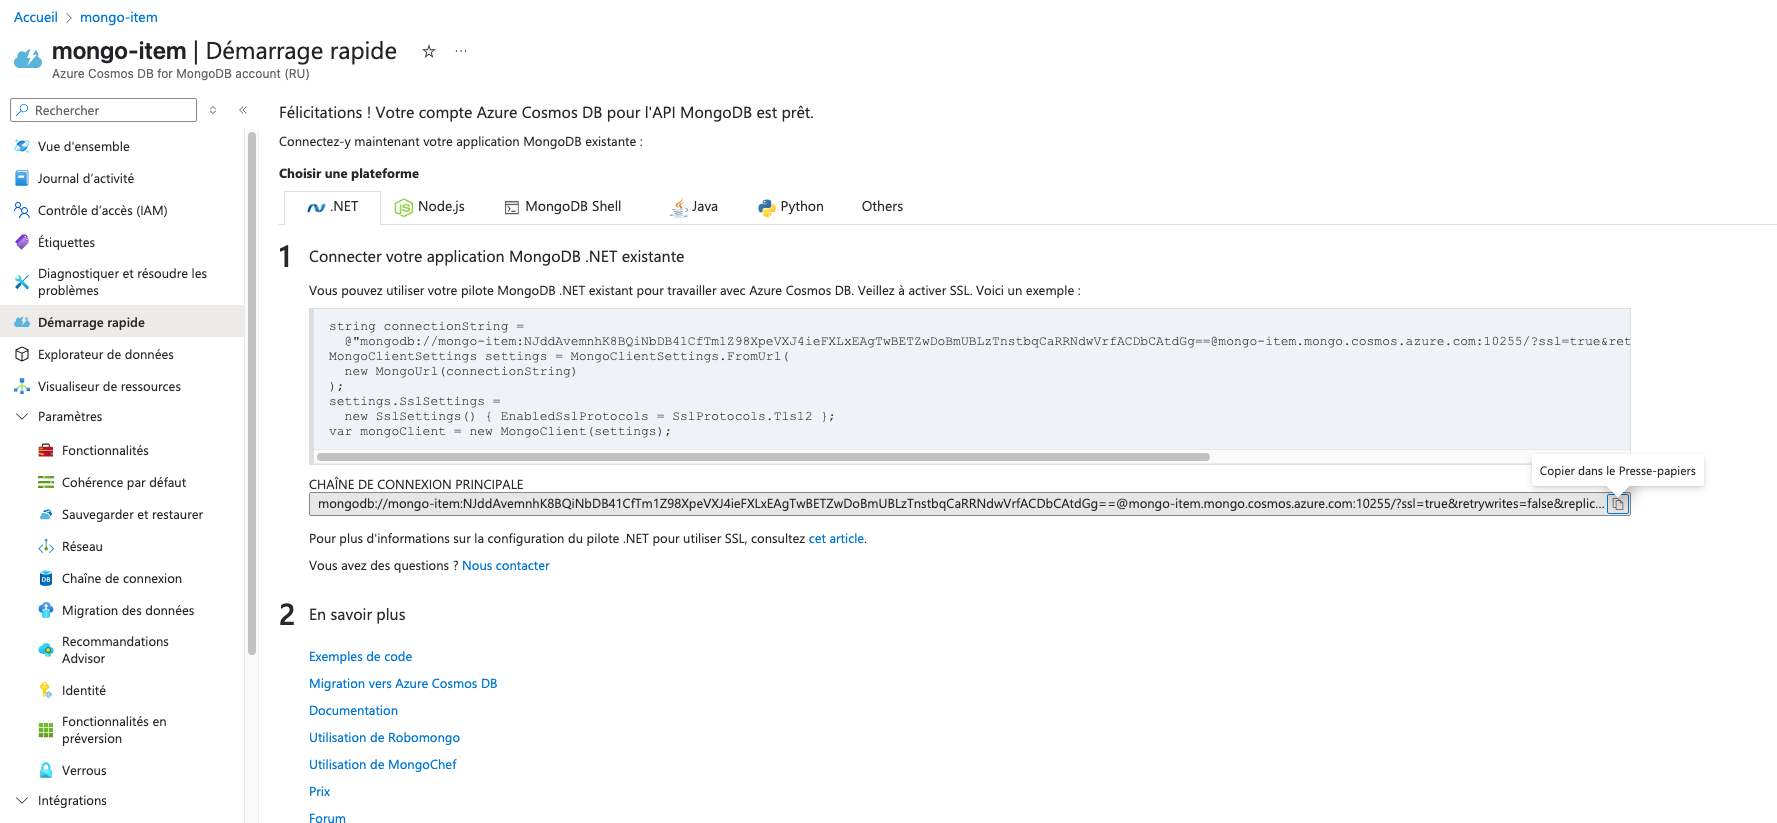 Accueil > mongo-item
mongo-item | Démarrage rapide
Azure Cosmos DB for MongoDB account (RU)
Rechercher
Vue d'ensemble
Journal d'activité
Contrôle d'accès (IAM)
Étiquettes
Diagnostiquer et résoudre les
problèmes
Démarrage rapide
Explorateur de données
Visualiseur de ressources
Paramètres
Fonctionnalités
Cohérence par défaut
Sauvegarder et restaurer
Réseau
Chaîne de connexion
Migration des données
Recommandations
Advisor
Identité
Fonctionnalités en
préversion
Verrous
Intégrations
Félicitations ! Votre compte Azure Cosmos DB pour l'API MongoDB est prêt.
Connectez-y maintenant votre application MongoDB existante :
Choisir une plateforme
.NET Node.js MongoDB Shell Java Python Others
1 Connecter votre application MongoDB .NET existante
Vous pouvez utiliser votre pilote MongoDB .NET existant pour travailler avec Azure Cosmos DB. Veillez à activer SSL. Voici un exemple :
string connectionString =
@"mongodb://mongo-item:NJddAvemnhK8BQiNbDB41CfTm1Z98XpeVXJ4ieFXLxEAgTwBETZwDoBmUBLzTnstbqCaRRNdwVrfACDbCAtdGg==@mongo-item.mongo.cosmos.azure.com:10255/?ssl=true&ret
MongoClientSettings settings = MongoClientSettings.FromUrl(
new MongoUrl(connectionString)
);
settings.SslSettings =
new SslSettings() { EnabledSslProtocols = SslProtocols.Tls12 };
var mongoClient = new MongoClient(settings);
Copier dans le Presse-papiers
CHAÎNE DE CONNEXION PRINCIPALE
mongodb://mongo-item:NJddAvemnhK8BQiNbDB41CfTm1Z98XpeVXJ4ieFXLxEAgTwBETZwDoBmUBLzTnstbqCaRRNdwVrfACDbCAtdGg==@mongo-item.mongo.cosmos.azure.com:10255/?ssl=true&retrywrites=false&replic...
Pour plus d'informations sur la configuration du pilote .NET pour utiliser SSL, consultez cet article.
Vous avez des questions ? Nous contacter
2 En savoir plus
Exemples de code
Migration vers Azure Cosmos DB
Documentation
Utilisation de Robomongo
Utilisation de MongoChef
Prix
Forum